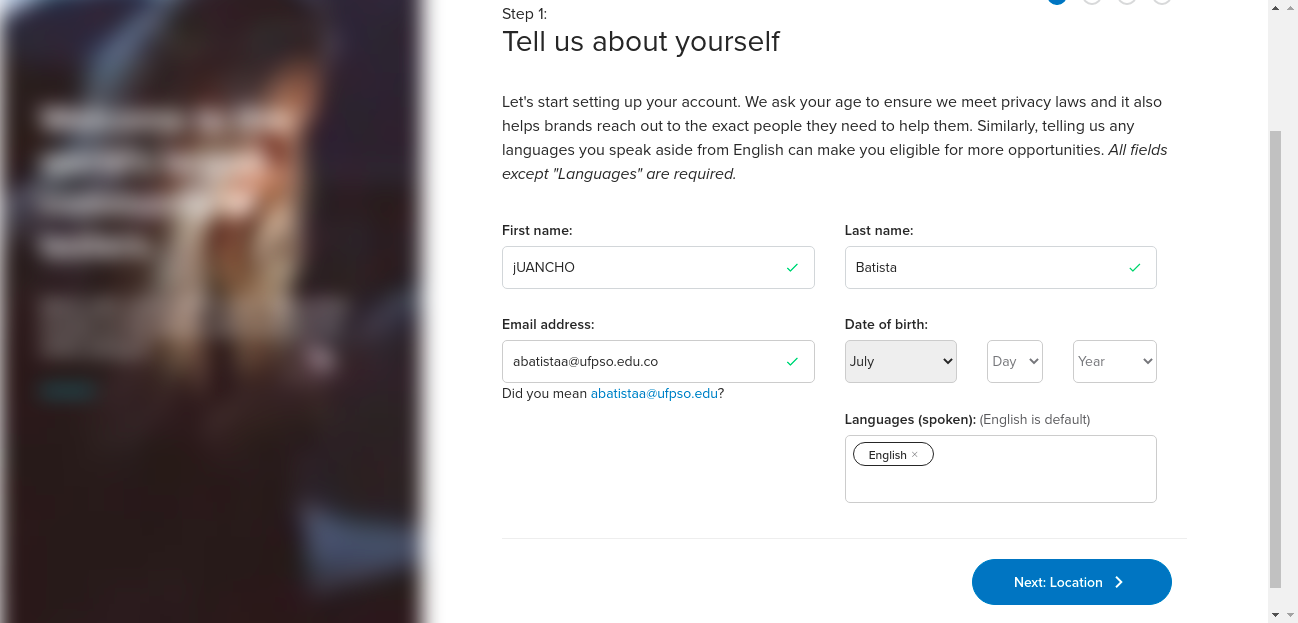 Step 1:
Tell us about yourself
Let's start setting up your account. We ask your age to ensure we meet privacy laws and it also
helps brands reach out to the exact people they need to help them. Similarly, telling us any
languages you speak aside from English can make you eligible for more opportunities. All fields
except "Languages" are required.
First name:
Last name:
jUANCHO
Batista
Email address:
Date of birth:
abatistaa@ufpso.edu.co
July
Day
Year
Did you mean abatistaa@ufpso.edu?
Languages (spoken): (English is default)
English ×
Next: Location